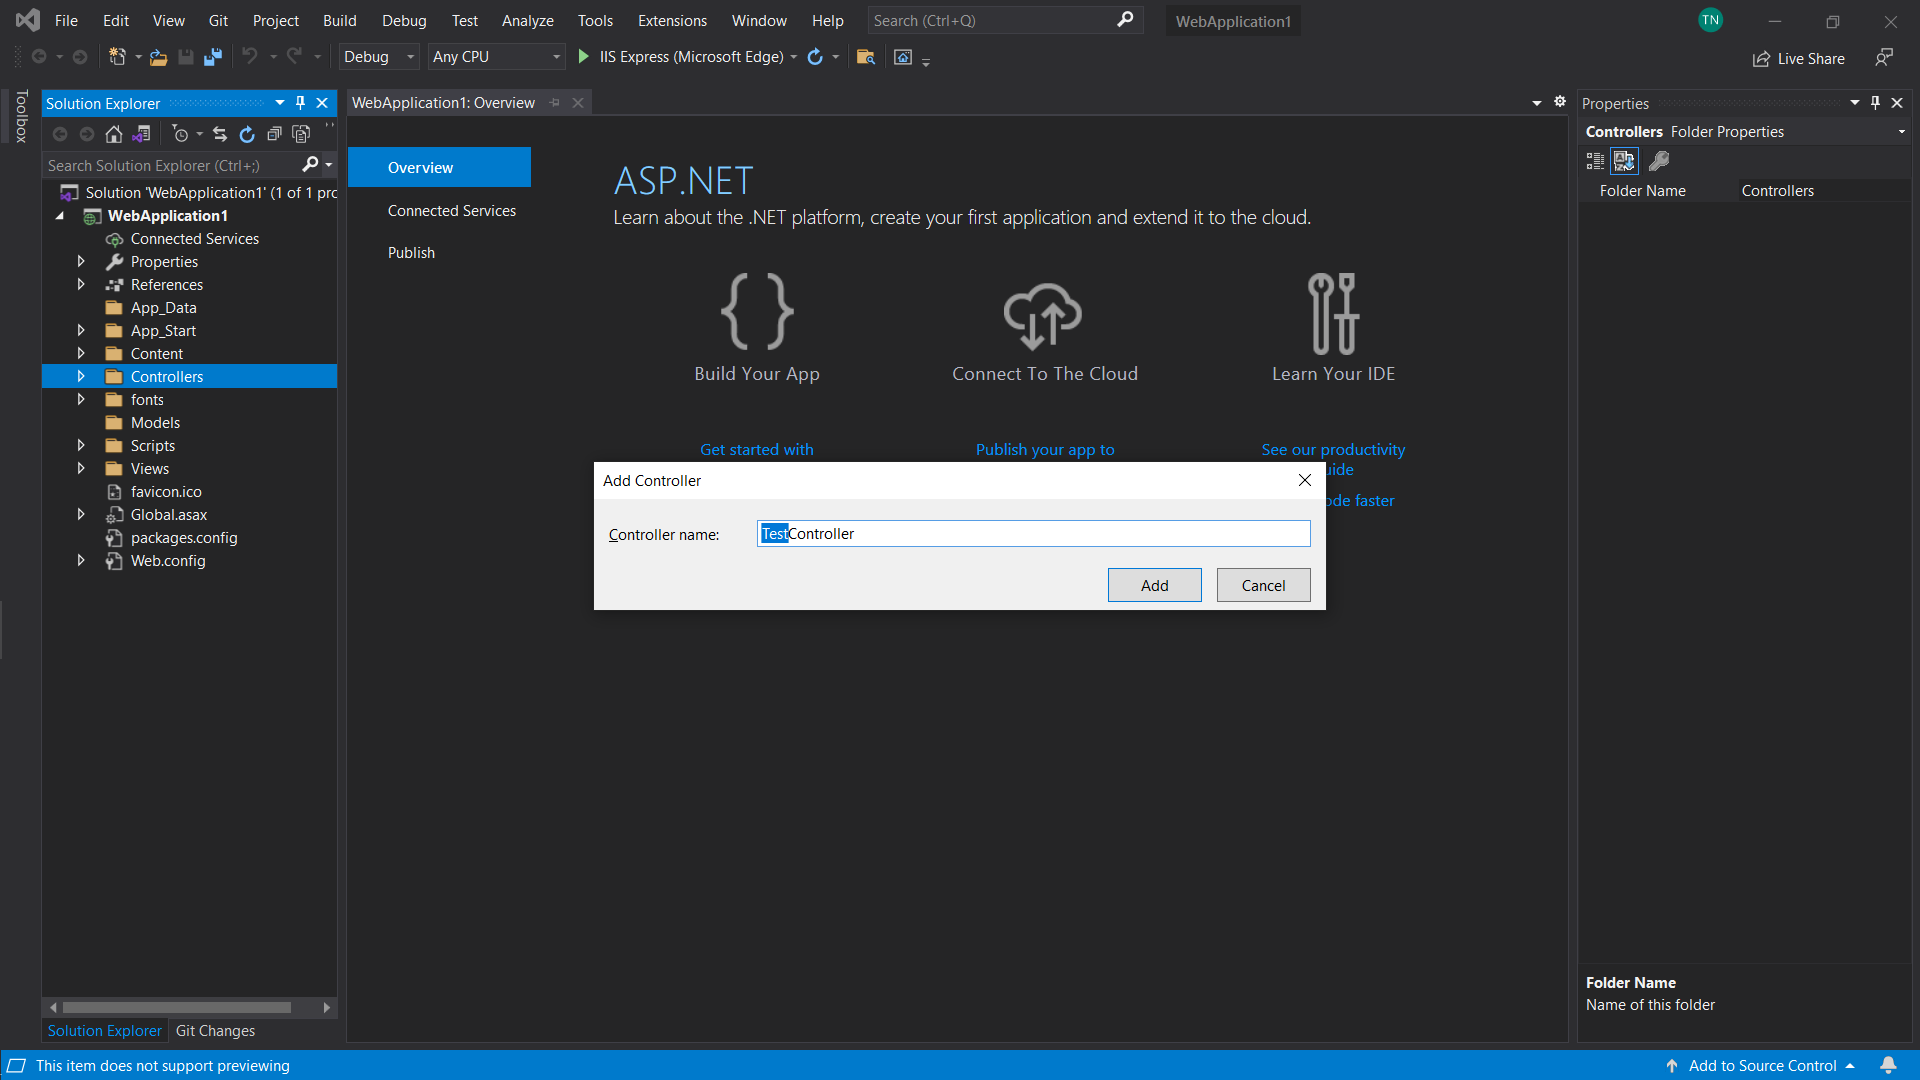 File Edit View Git Project Build Debug Test Analyze Tools Extensions Window Help Search (Ctrl+Q) WebApplication1 TN
Debug Any CPU IIS Express (Microsoft Edge) Live Share
Toolbox
Solution Explorer
Search Solution Explorer (Ctrl+;)
Solution 'WebApplication1' (1 of 1 pro
WebApplication1
Connected Services
Properties
References
App_Data
App_Start
Content
Controllers
fonts
Models
Scripts
Views
favicon.ico
Global.asax
packages.config
Web.config
Solution Explorer Git Changes
WebApplication1: Overview
Overview
Connected Services
Publish
ASP.NET
Learn about the .NET platform, create your first application and extend it to the cloud.
Build Your App
Connect To The Cloud
Learn Your IDE
Get started with
Publish your app to
See our productivity
uide
ode faster
Add Controller
Controller name: TestController
Add Cancel
Properties
Controllers Folder Properties
Folder Name Controllers
Folder Name
Name of this folder
This item does not support previewing Add to Source Control